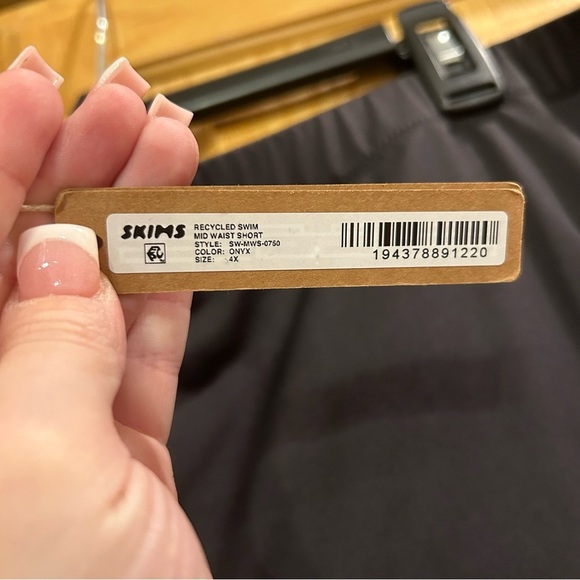 SKIMS
RECYCLED SWIM
MID WAIST SHORT
STYLE: SW-MWS-0750
COLOR: ONYX
SIZE: 4X
194378891220